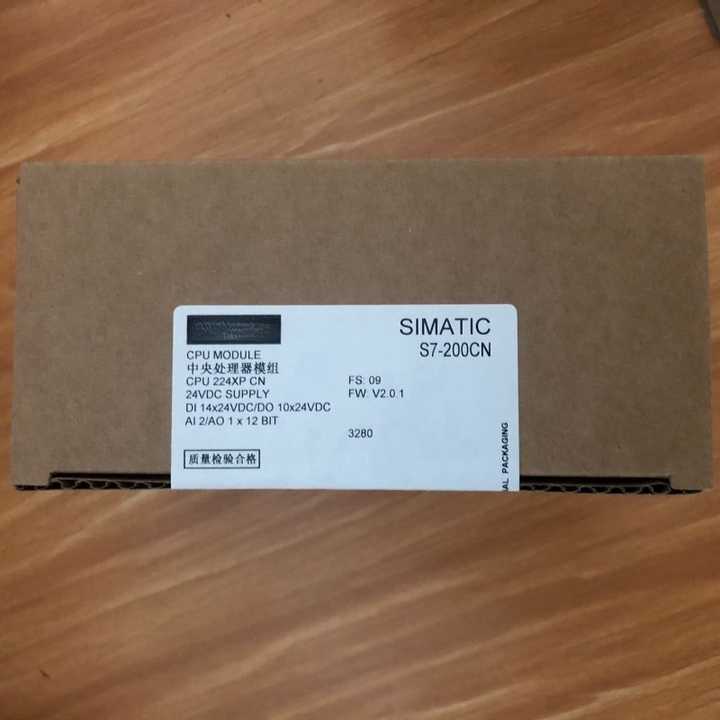 SIMATIC
S7-200CN
CPU MODULE
中央处理器模组
CPU 224XP CN
FS: 09
24VDC SUPPLY
FW: V2.0.1
DI 14x24VDC/DO 10x24VDC
AI 2/AO 1 x 12 BIT
3280
质量检验合格
AL PACKAGING